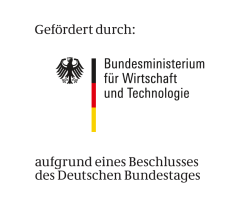 Gefördert durch:
Bundesministerium
für Wirtschaft
und Technologie
aufgrund eines Beschlusses
des Deutschen Bundestages